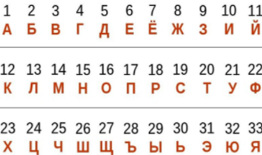 1 2 3 4 5 6 7 8 9 10 11
А Б В Г Д Е Ё Ж З И Й
12 13 14 15 16 17 18 19 20 21 22
К Л М Н О П Р С Т У Ф
23 24 25 26 27 28 29 30 31 32 33
Х Ц Ч Ш Щ Ъ Ы Ь Э Ю Я